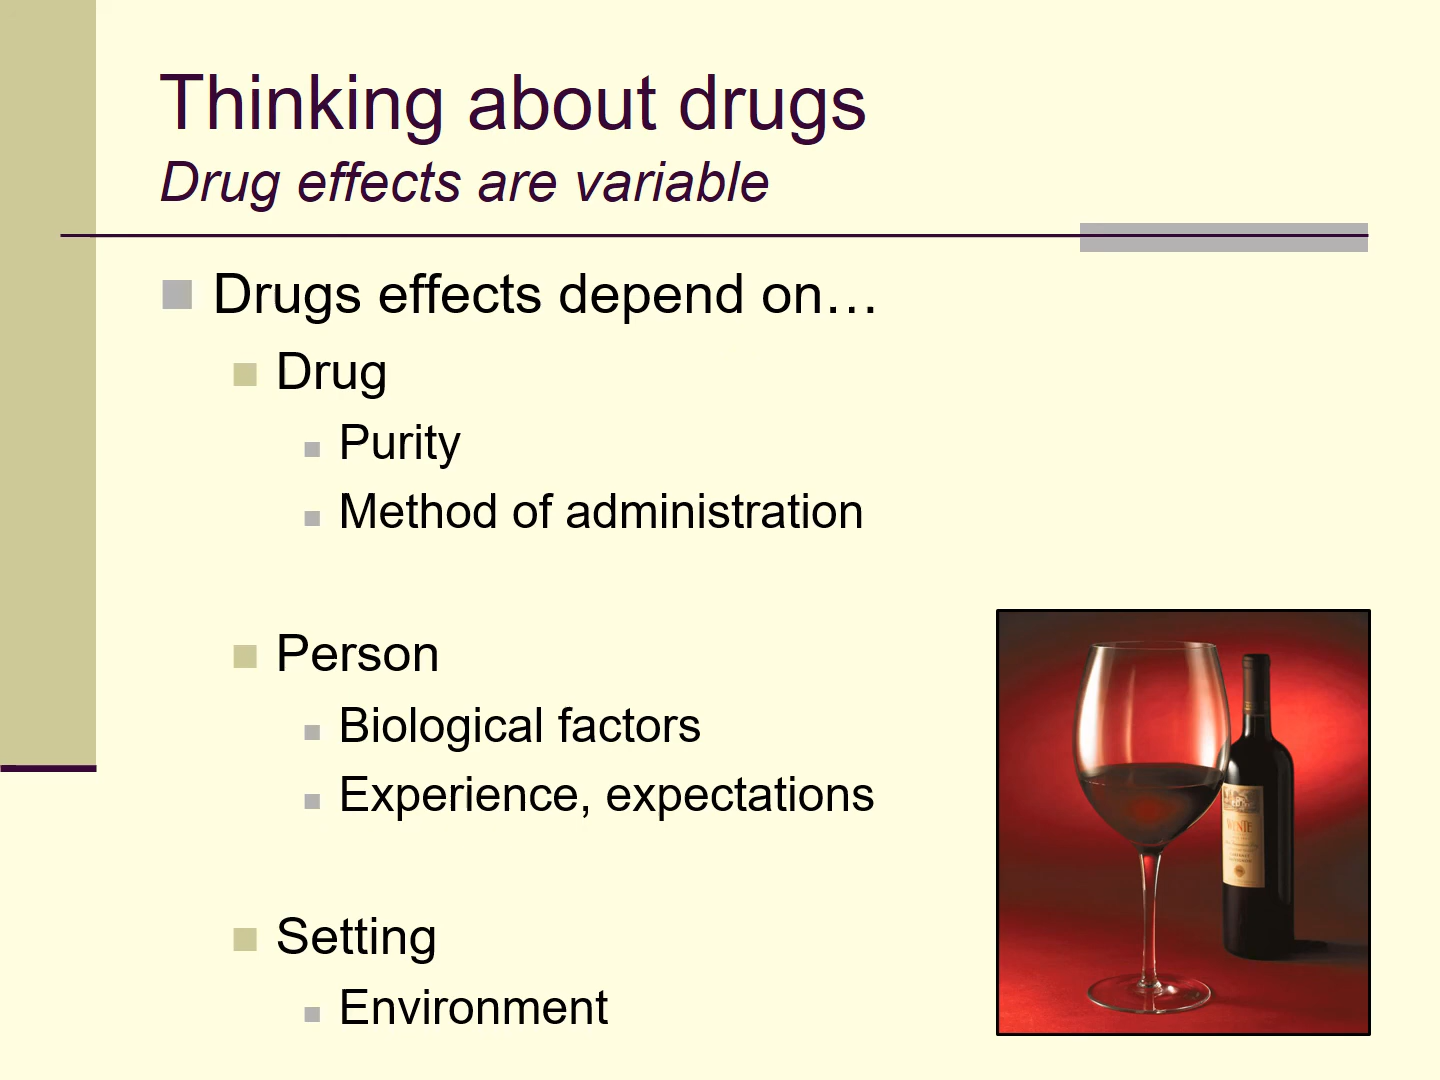 Thinking about drugs
Drug effects are variable
Drugs effects depend on…
Drug
Purity
Method of administration
Person
Biological factors
Experience, expectations
Setting
Environment
WENTE